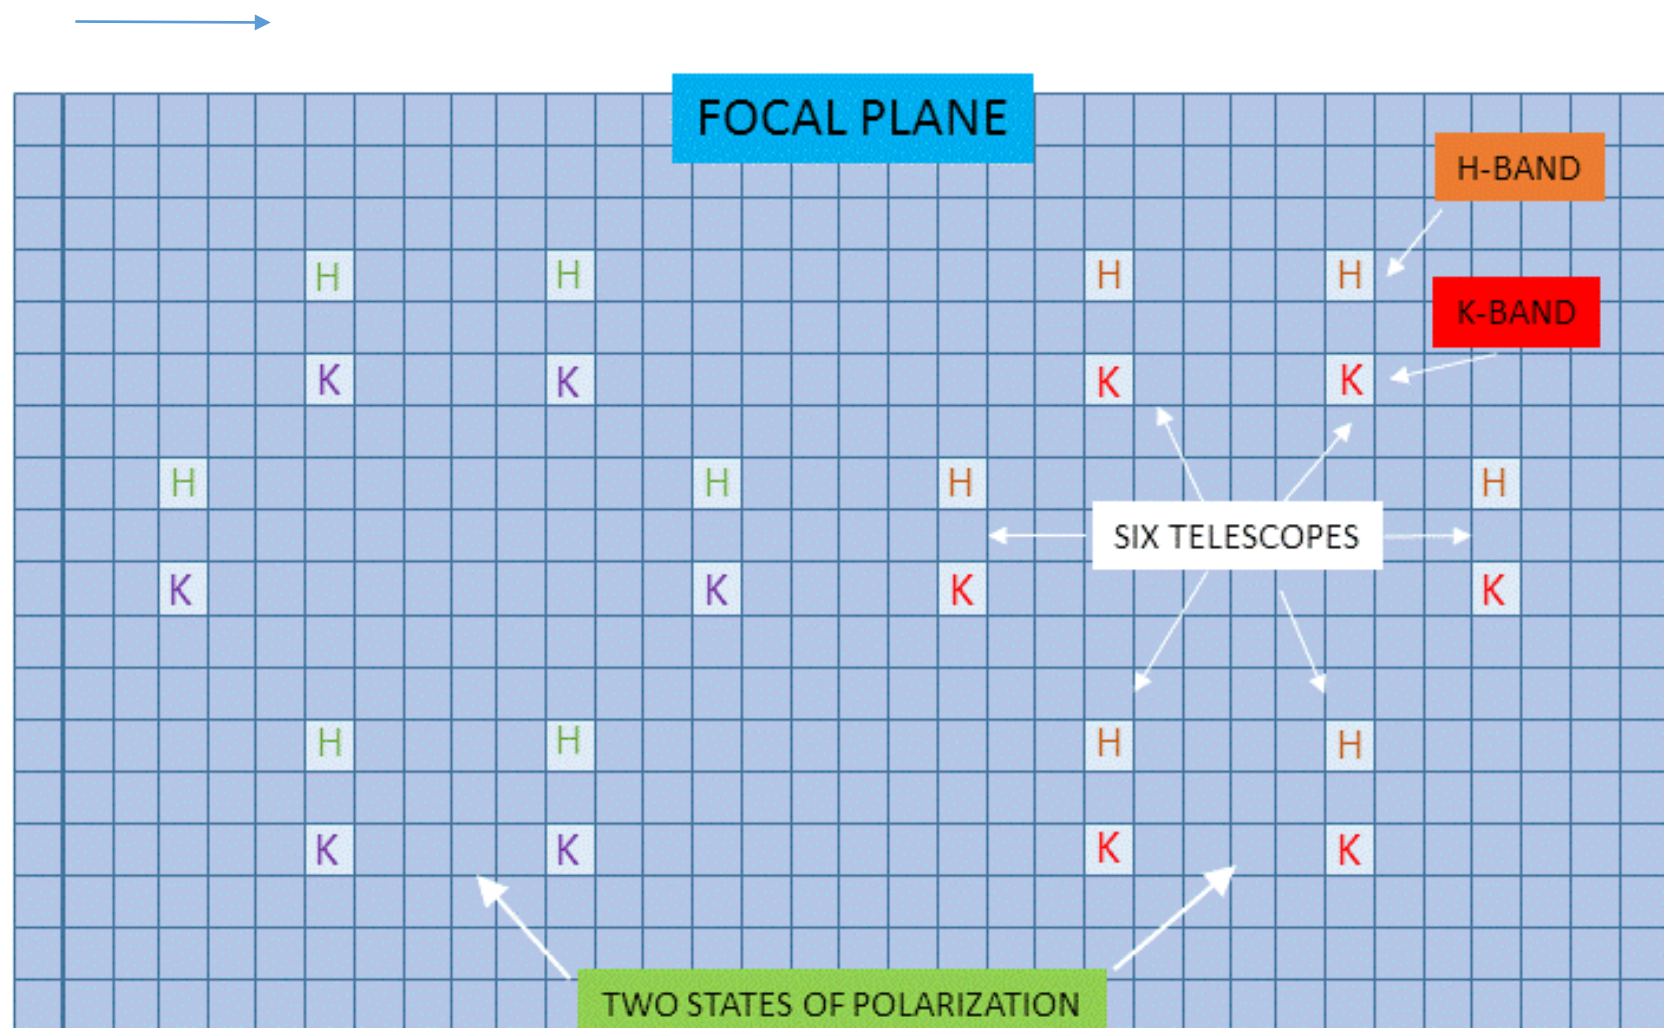 FOCAL PLANE
H-BAND
H H H H
K-BAND
K K K K
H H H H
SIX TELESCOPES
K K K K
H H H H
K K K K
TWO STATES OF POLARIZATION